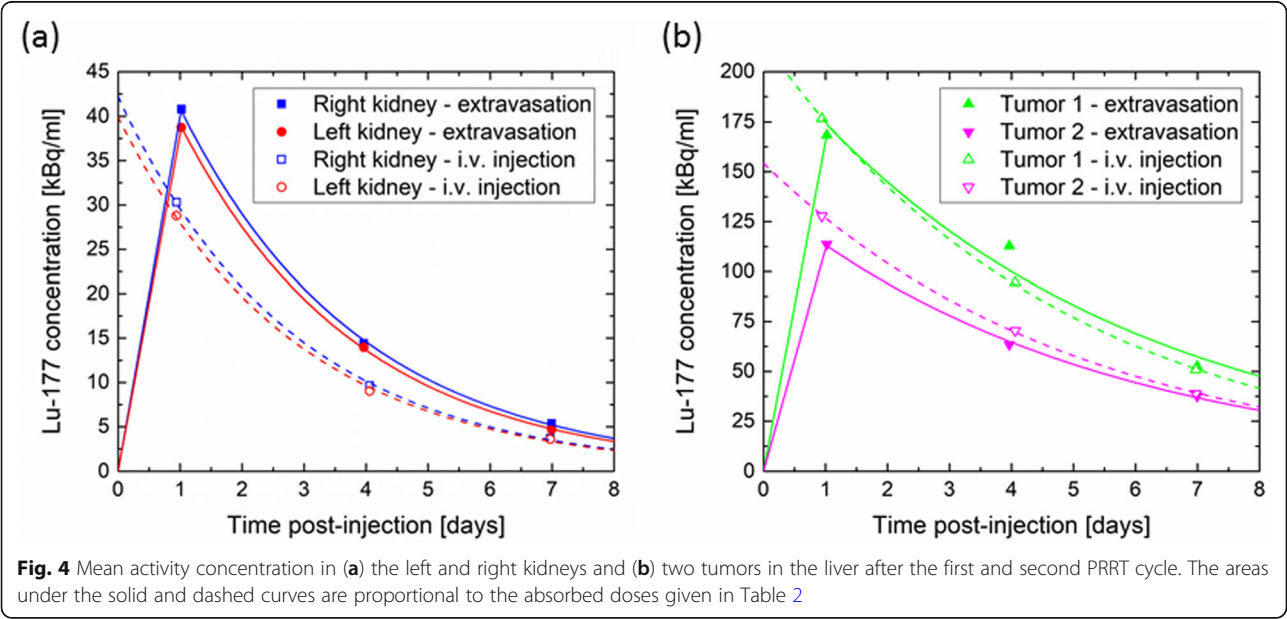 (a)
45
40
35
30
25
20
15
10
5
0
Lu-177 concentration [kBq/ml]
Right kidney - extravasation
Left kidney - extravasation
Right kidney - i.v. injection
Left kidney - i.v. injection
0 1 2 3 4 5 6 7 8
Time post-injection [days]
(b)
200
175
150
125
100
75
50
25
0
Lu-177 concentration [kBq/ml]
Tumor 1 - extravasation
Tumor 2 - extravasation
Tumor 1 - i.v. injection
Tumor 2 - i.v. injection
0 1 2 3 4 5 6 7 8
Time post-injection [days]
Fig. 4 Mean activity concentration in (a) the left and right kidneys and (b) two tumors in the liver after the first and second PRRT cycle. The areas
under the solid and dashed curves are proportional to the absorbed doses given in Table 2